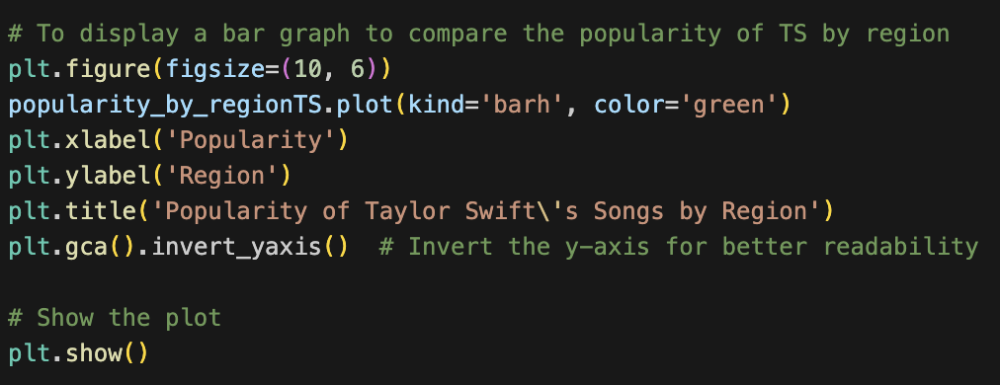 # To display a bar graph to compare the popularity of TS by region
plt.figure(figsize=(10, 6))
popularity_by_regionTS.plot(kind='barh', color='green')
plt.xlabel('Popularity')
plt.ylabel('Region')
plt.title('Popularity of Taylor Swift\'s Songs by Region')
plt.gca().invert_yaxis()  # Invert the y-axis for better readability

# Show the plot
plt.show()